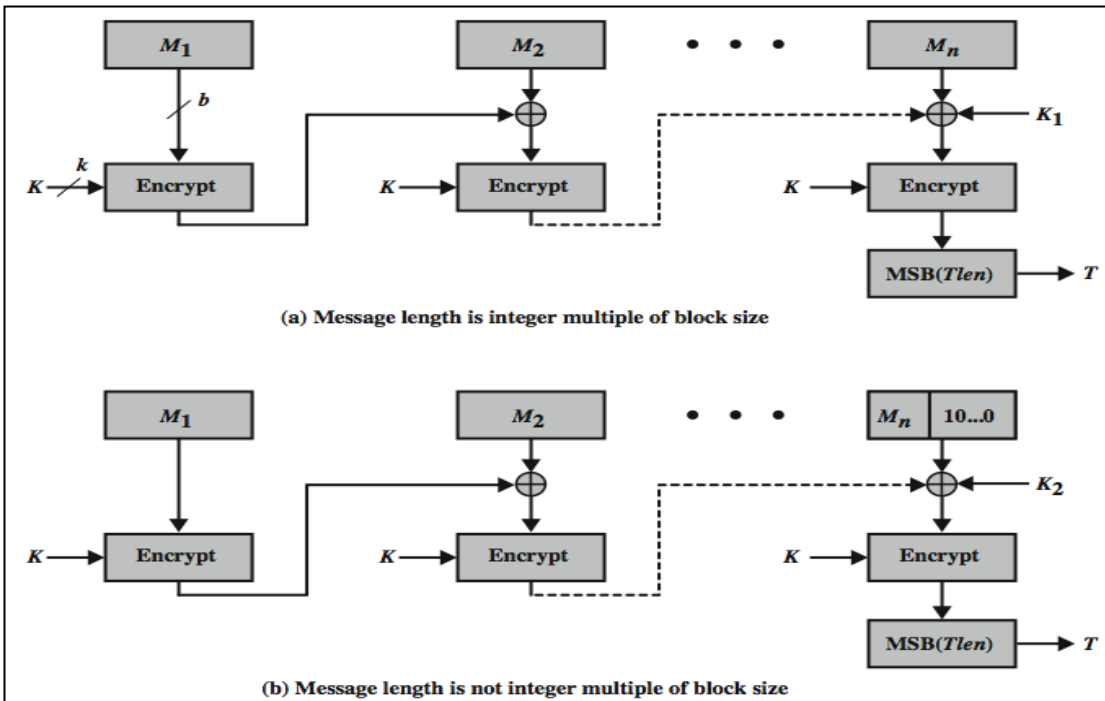 M1 M2 • • • Mn
b
K1
k
K Encrypt K Encrypt K Encrypt
MSB(Tlen) T
(a) Message length is integer multiple of block size
M1 M2 • • • Mn 10...0
K2
K Encrypt K Encrypt K Encrypt
MSB(Tlen) T
(b) Message length is not integer multiple of block size